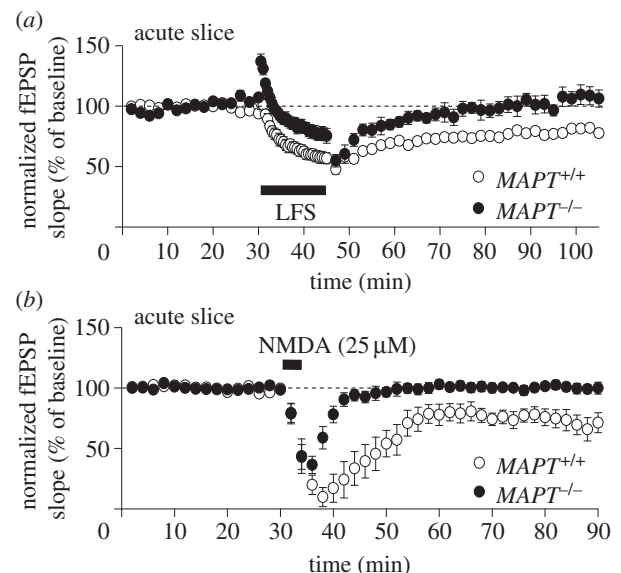 (a)
acute slice
150
100
50
0
normalized fEPSP
slope (% of baseline)
LFS
MAPT+/+
MAPT–/–
10 20 30 40 50 60 70 80 90 100
time (min)
(b)
acute slice
150
100
50
0
normalized fEPSP
slope (% of baseline)
NMDA (25 µM)
MAPT+/+
MAPT–/–
10 20 30 40 50 60 70 80 90
time (min)